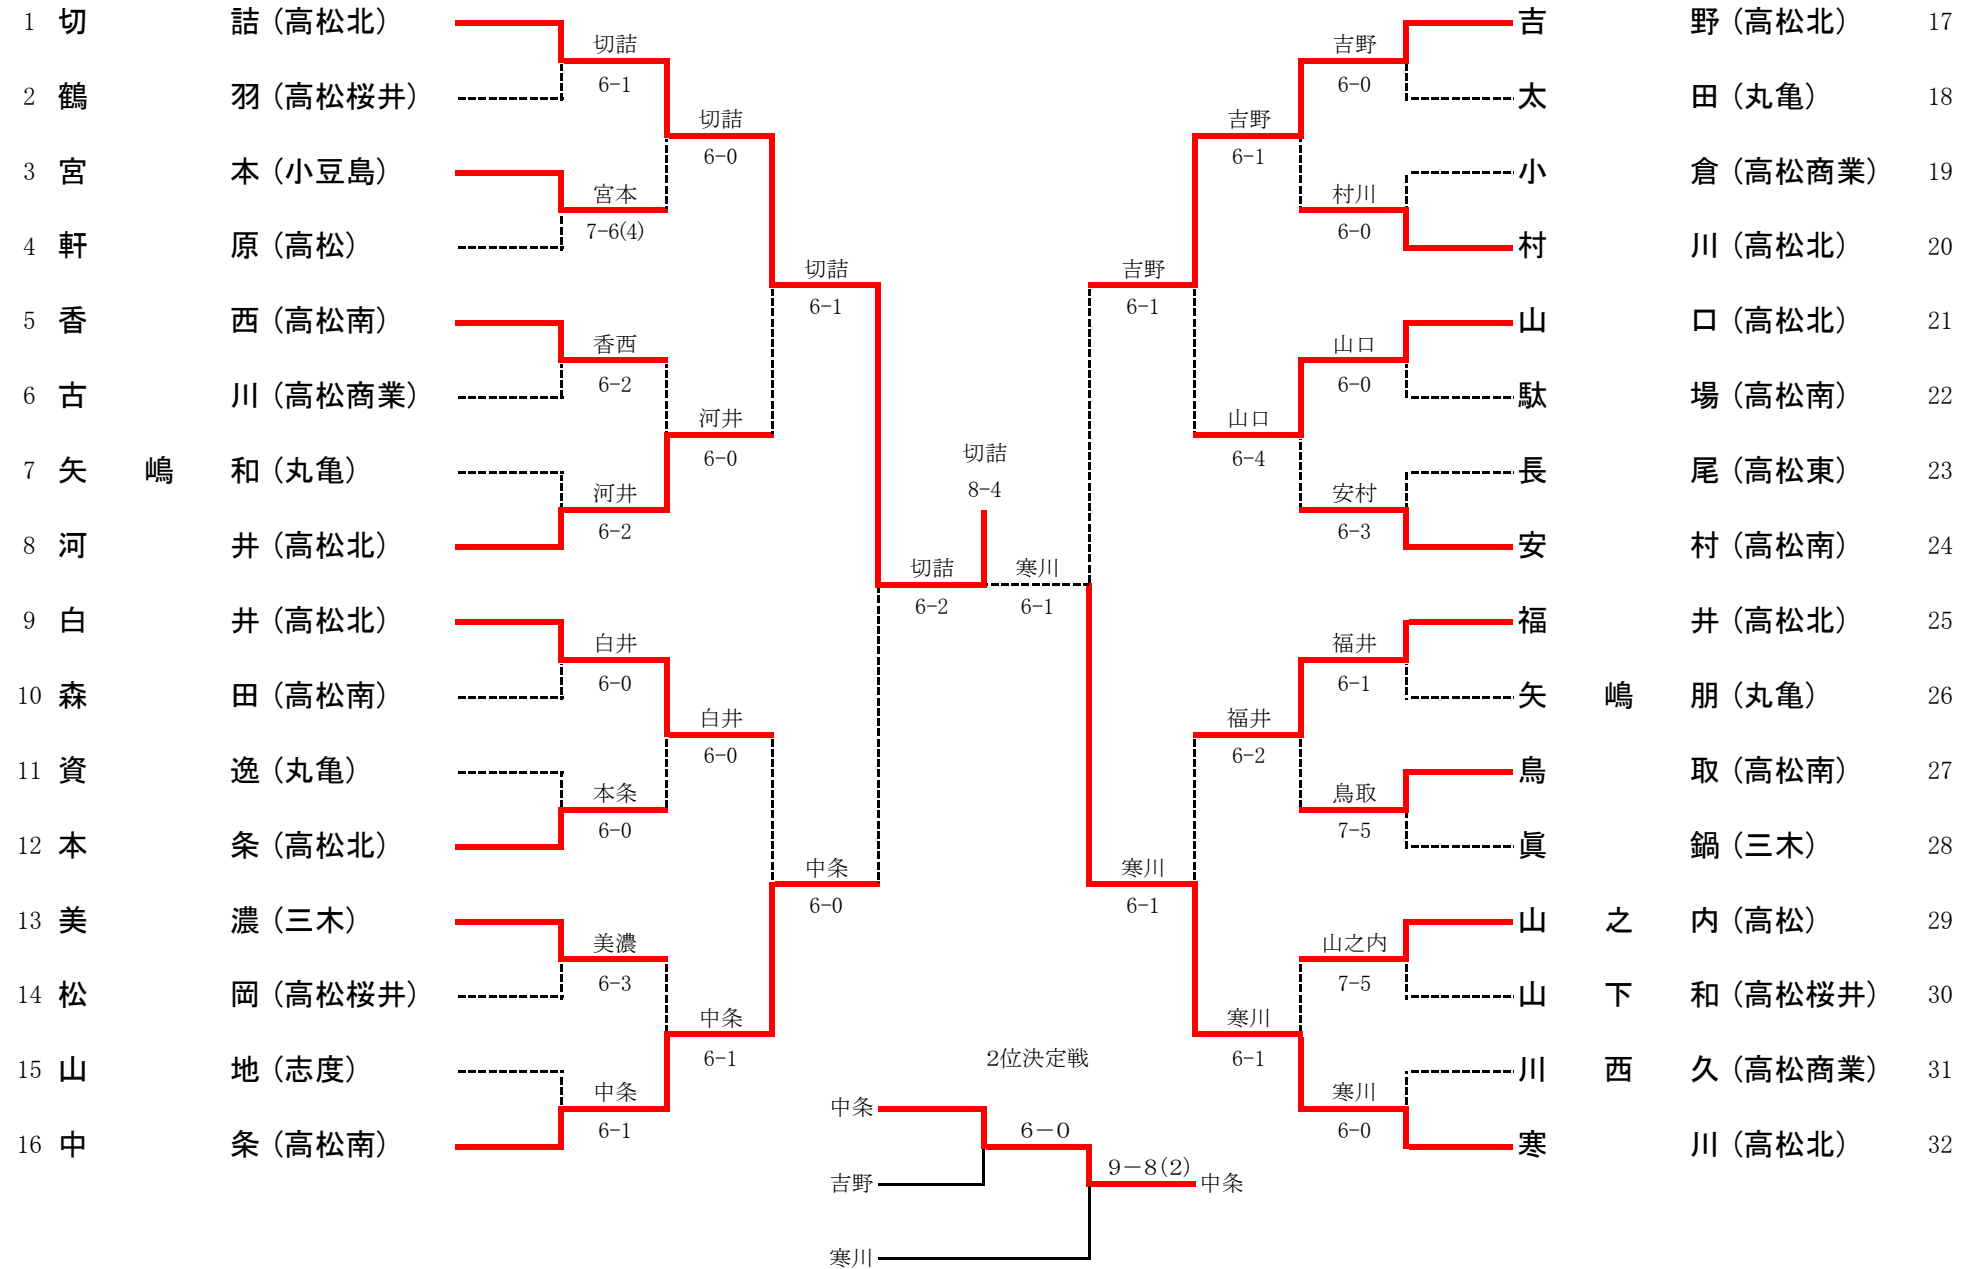 1 切 詰（高松北）
2 鶴 羽（高松桜井）
3 宮 本（小豆島）
4 軒 原（高松）
5 香 西（高松南）
6 古 川（高松商業）
7 矢 嶋 和（丸亀）
8 河 井（高松北）
9 白 井（高松北）
10 森 田（高松南）
11 資 逸（丸亀）
12 本 条（高松北）
13 美 濃（三木）
14 松 岡（高松桜井）
15 山 地（志度）
16 中 条（高松南）
切詰
6-1
宮本
7-6(4)
香西
6-2
河井
6-2
白井
6-0
本条
6-0
美濃
6-3
中条
6-1
切詰
6-0
河井
6-0
白井
6-0
中条
6-1
切詰
6-1
中条
6-0
切詰
6-2
切詰
8-4
寒川
6-1
吉野
6-1
寒川
6-1
吉野
6-1
山口
6-4
福井
6-2
寒川
6-1
吉野
6-0
村川
6-0
山口
6-0
安村
6-3
福井
6-1
鳥取
7-5
山之内
7-5
寒川
6-0
吉 野（高松北） 17
太 田（丸亀） 18
小 倉（高松商業） 19
村 川（高松北） 20
山 口（高松北） 21
駄 場（高松南） 22
長 尾（高松東） 23
安 村（高松南） 24
福 井（高松北） 25
矢 嶋 朋（丸亀） 26
鳥 取（高松南） 27
眞 鍋（三木） 28
山 之 内（高松） 29
山 下 和（高松桜井） 30
川 西 久（高松商業） 31
寒 川（高松北） 32
2位決定戦
中条
6－0
吉野
9－8(2)
中条
寒川